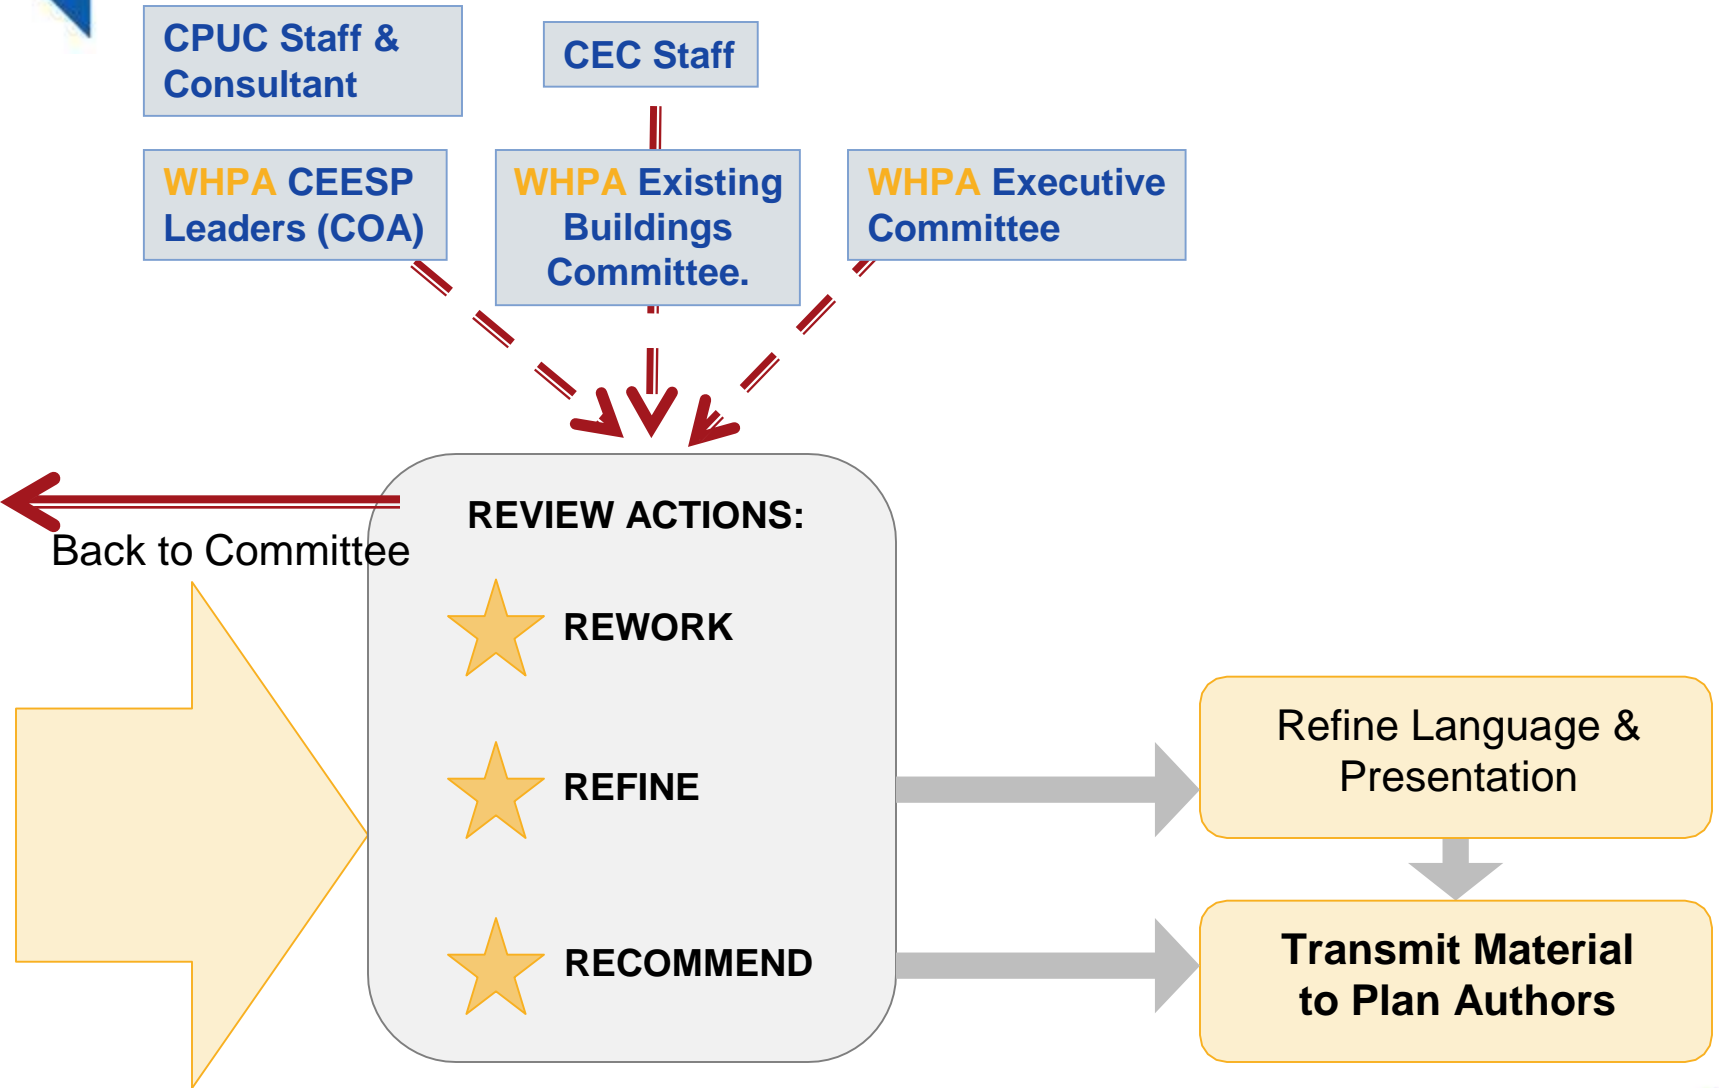 CPUC Staff &
Consultant
CEC Staff
WHPA CEESP
Leaders (COA)
WHPA Existing
Buildings
Committee.
WHPA Executive
Committee
REVIEW ACTIONS:
Back to Committee
REWORK
REFINE
RECOMMEND
Refine Language &
Presentation
Transmit Material
to Plan Authors